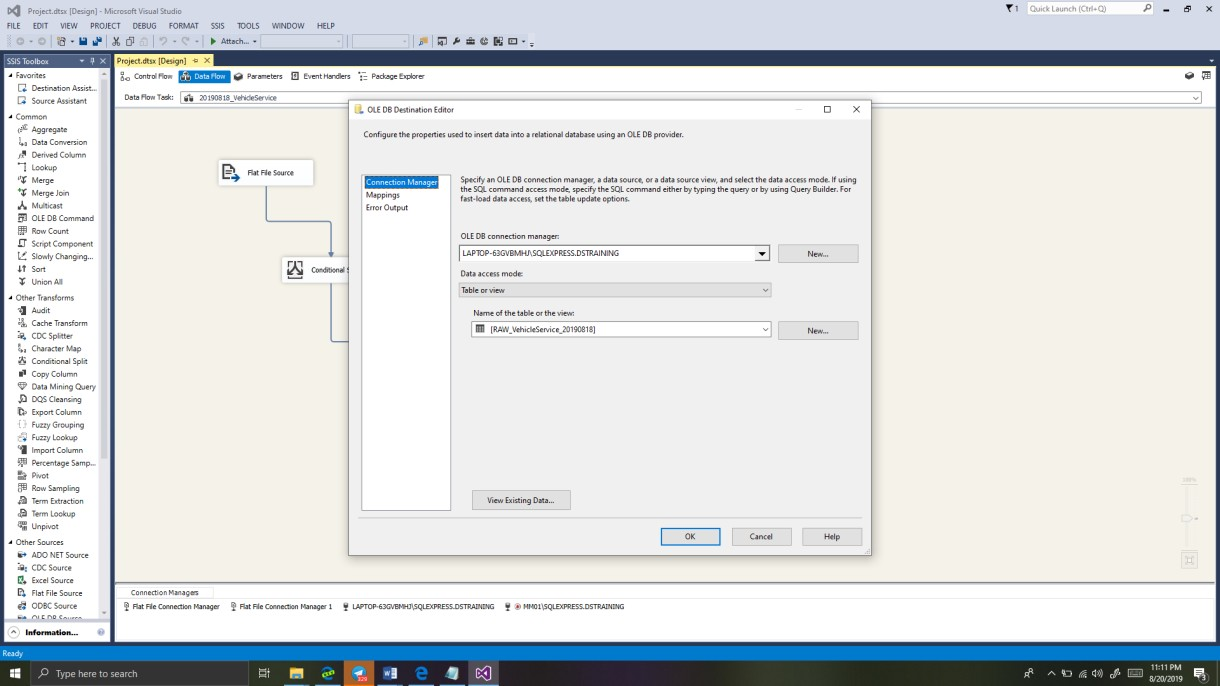 Project.dtsx [Design] - Microsoft Visual Studio
1
Quick Launch (Ctrl+Q)
FILE EDIT VIEW PROJECT DEBUG FORMAT SSIS TOOLS WINDOW HELP
Attach...
SSIS Toolbox
Project.dtsx [Design]
Favorites
Destination Assist...
Source Assistant
Common
Aggregate
Data Conversion
Derived Column
Lookup
Merge
Merge Join
Multicast
OLE DB Command
Row Count
Script Component
Slowly Changing...
Sort
Union All
Other Transforms
Audit
Cache Transform
CDC Splitter
Character Map
Conditional Split
Copy Column
Data Mining Query
DQS Cleansing
Export Column
Fuzzy Grouping
Fuzzy Lookup
Import Column
Percentage Samp...
Pivot
Row Sampling
Term Extraction
Term Lookup
Unpivot
Other Sources
ADO NET Source
CDC Source
Excel Source
Flat File Source
ODBC Source
OLE DB Source
Information...
Control Flow Data Flow Parameters Event Handlers Package Explorer
Data Flow Task: 20190818_VehicleService
Flat File Source
Conditional S
OLE DB Destination Editor
Configure the properties used to insert data into a relational database using an OLE DB provider.
Connection Manager
Mappings
Error Output
Specify an OLE DB connection manager, a data source, or a data source view, and select the data access mode. If using
the SQL command access mode, specify the SQL command either by typing the query or by using Query Builder. For
fast-load data access, set the table update options.
OLE DB connection manager:
LAPTOP-63GVBMHJ\SQLEXPRESS.DSTRAINING New...
Data access mode:
Table or view
Name of the table or the view:
[RAW_VehicleService_20190818] New...
View Existing Data...
OK Cancel Help
100%
Connection Managers
Flat File Connection Manager Flat File Connection Manager 1 LAPTOP-63GVBMHJ\SQLEXPRESS.DSTRAINING MM01\SQLEXPRESS.DSTRAINING
Ready
Type here to search
11:11 PM
8/20/2019
3